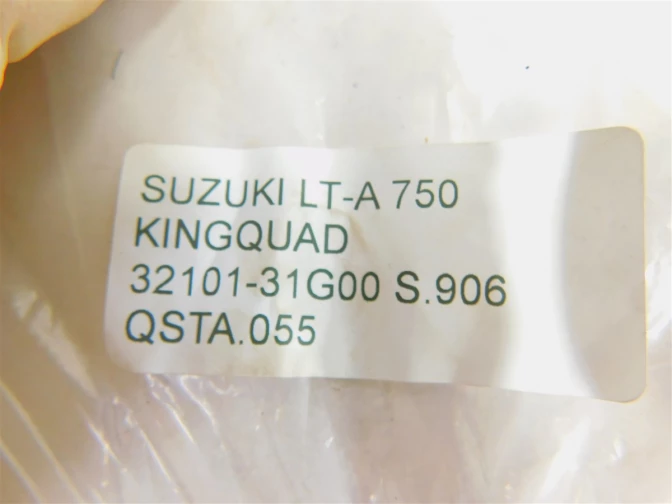 SUZUKI LT-A 750
KINGQUAD
32101-31G00 S.906
QSTA.055